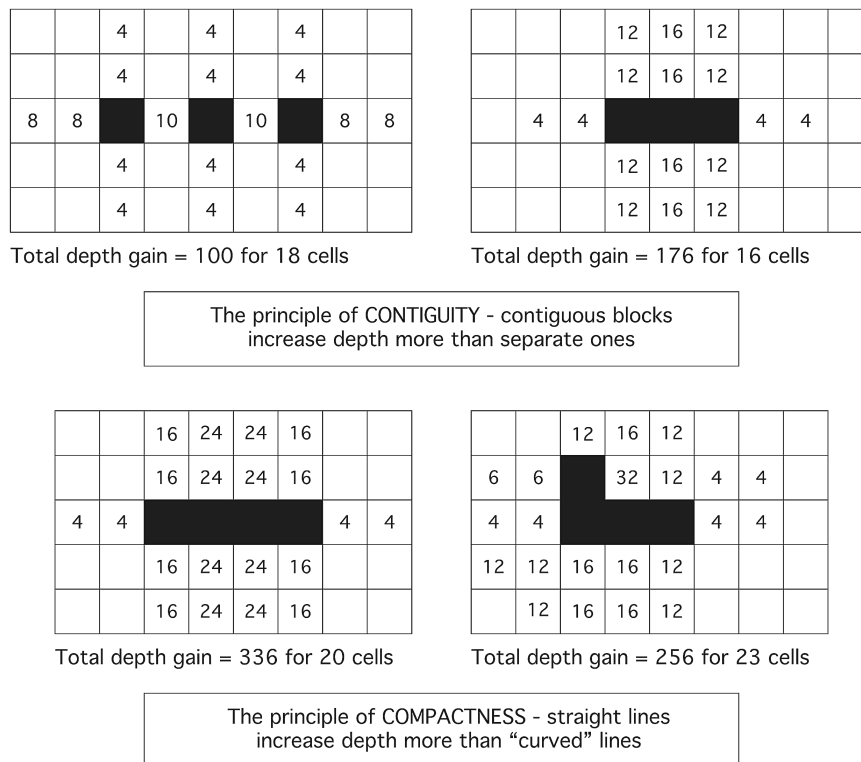 4 4 4
4 4 4
8 8 10 10 8 8
4 4 4
4 4 4
Total depth gain = 100 for 18 cells
12 16 12
12 16 12
4 4 4 4
12 16 12
12 16 12
Total depth gain = 176 for 16 cells
The principle of CONTIGUITY - contiguous blocks
increase depth more than separate ones
16 24 24 16
16 24 24 16
4 4 4 4
16 24 24 16
16 24 24 16
Total depth gain = 336 for 20 cells
12 16 12
6 6 32 12 4 4
4 4 4 4
12 12 16 16 12
12 16 16 12
Total depth gain = 256 for 23 cells
The principle of COMPACTNESS - straight lines
increase depth more than “curved” lines